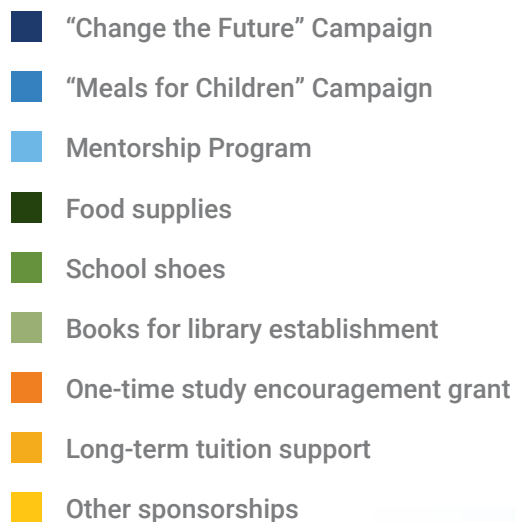 “Change the Future” Campaign
“Meals for Children” Campaign
Mentorship Program
Food supplies
School shoes
Books for library establishment
One-time study encouragement grant
Long-term tuition support
Other sponsorships